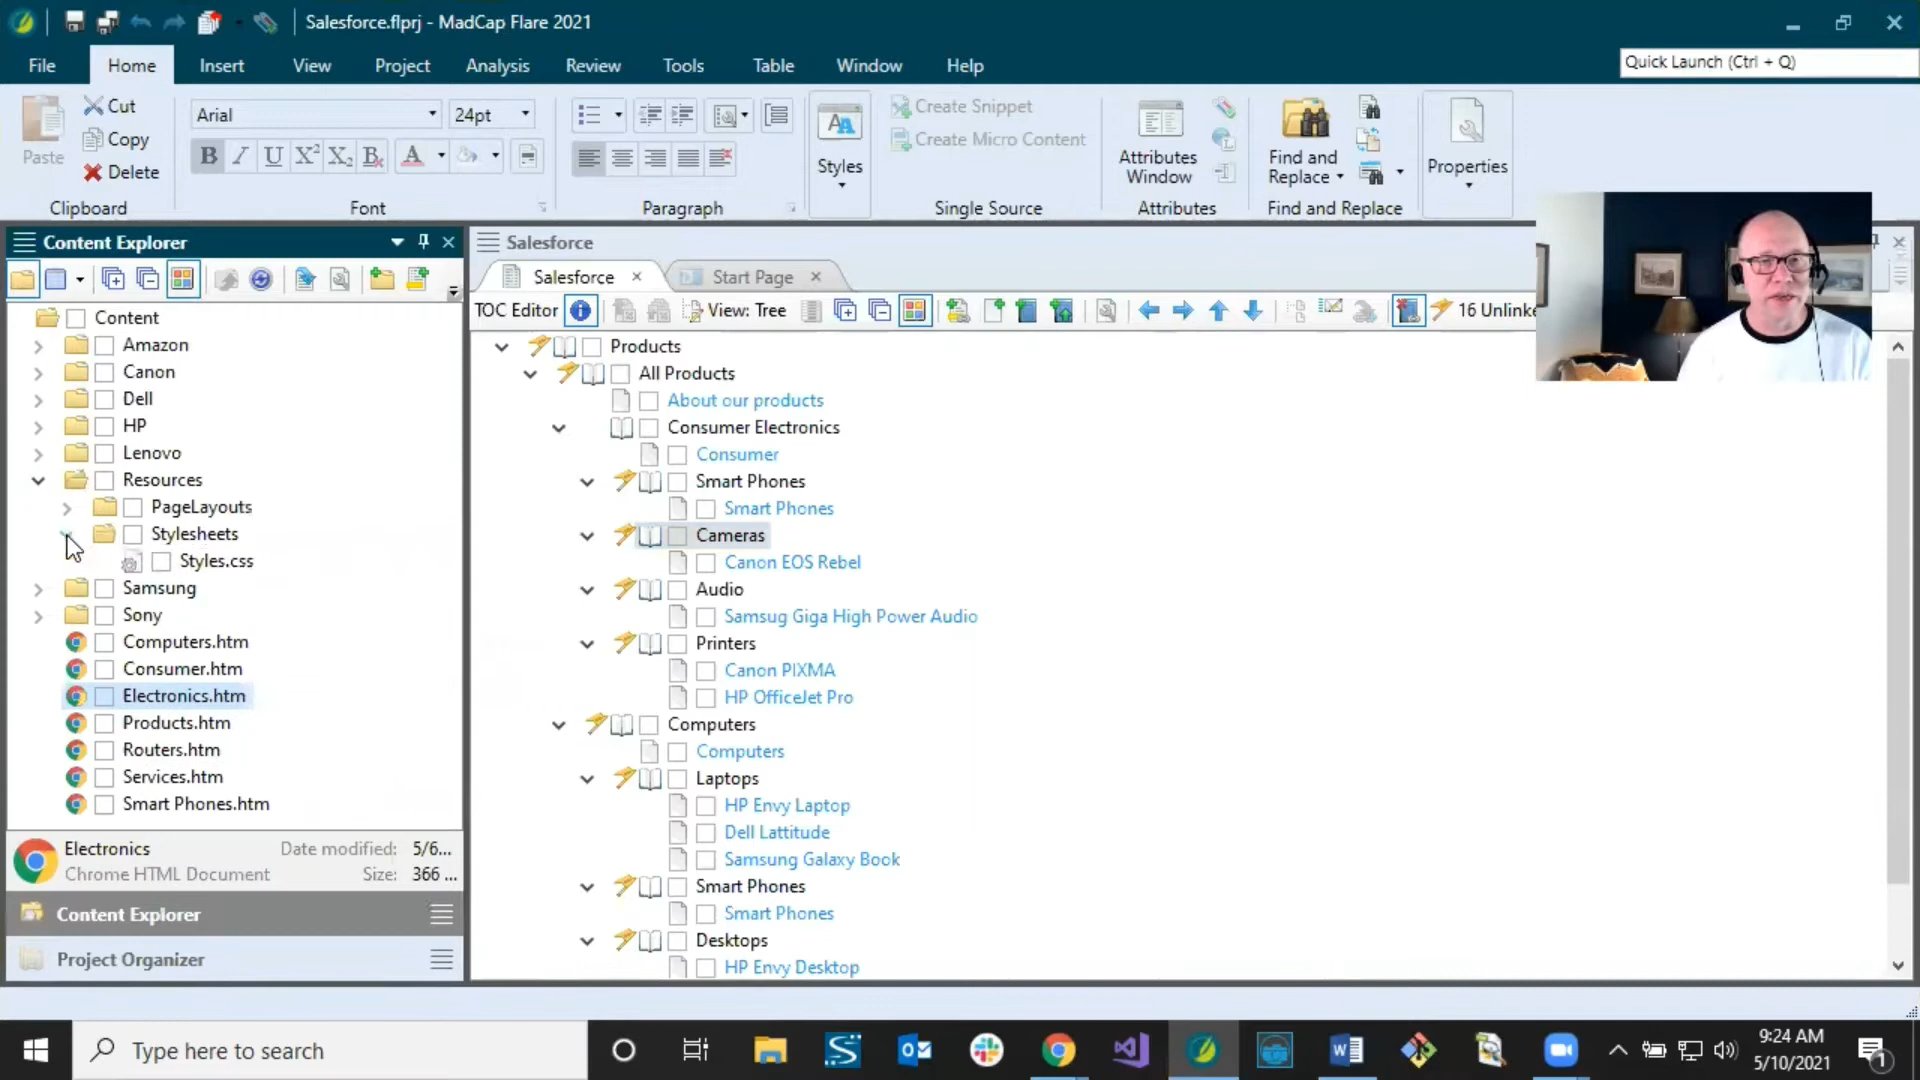 Salesforce.flprj - MadCap Flare 2021
File Home Insert View Project Analysis Review Tools Table Window Help
Quick Launch (Ctrl + Q)
Paste
Cut
Copy
Delete
Clipboard
Arial 24pt
B I U X² X₂ B
Font
Paragraph
Styles
Create Snippet
Create Micro Content
Single Source
Attributes Window
Attributes
Find and Replace
Find and Replace
Properties
Content Explorer
Content
Amazon
Canon
Dell
HP
Lenovo
Resources
PageLayouts
Stylesheets
Styles.css
Samsung
Sony
Computers.htm
Consumer.htm
Electronics.htm
Products.htm
Routers.htm
Services.htm
Smart Phones.htm
Electronics Date modified: 5/6...
Chrome HTML Document Size: 366 ...
Content Explorer
Project Organizer
Salesforce
Salesforce Start Page
TOC Editor View: Tree 16 Unlinke
Products
All Products
About our products
Consumer Electronics
Consumer
Smart Phones
Smart Phones
Cameras
Canon EOS Rebel
Audio
Samsug Giga High Power Audio
Printers
Canon PIXMA
HP OfficeJet Pro
Computers
Computers
Laptops
HP Envy Laptop
Dell Lattitude
Samsung Galaxy Book
Smart Phones
Smart Phones
Desktops
HP Envy Desktop
Type here to search
9:24 AM
5/10/2021
1